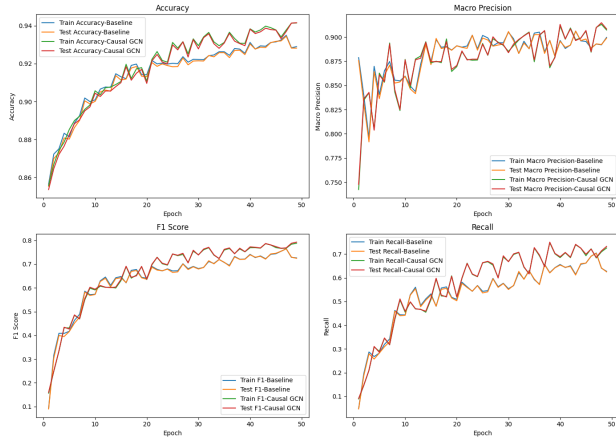 Accuracy
Train Accuracy-Baseline
Test Accuracy-Baseline
Train Accuracy-Causal GCN
Test Accuracy-Causal GCN
0.94
0.92
0.90
0.88
0.86
Accuracy
0 10 20 30 40 50
Epoch
Macro Precision
0.900
0.875
0.850
0.825
0.800
0.775
0.750
Macro Precision
Train Macro Precision-Baseline
Test Macro Precision-Baseline
Train Macro Precision-Causal GCN
Test Macro Precision-Causal GCN
0 10 20 30 40 50
Epoch
F1 Score
0.8
0.7
0.6
0.5
0.4
0.3
0.2
0.1
F1 Score
Train F1-Baseline
Test F1-Baseline
Train F1-Causal GCN
Test F1-Causal GCN
0 10 20 30 40 50
Epoch
Recall
Train Recall-Baseline
Test Recall-Baseline
Train Recall-Causal GCN
Test Recall-Causal GCN
0.7
0.6
0.5
0.4
0.3
0.2
0.1
Recall
0 10 20 30 40 50
Epoch